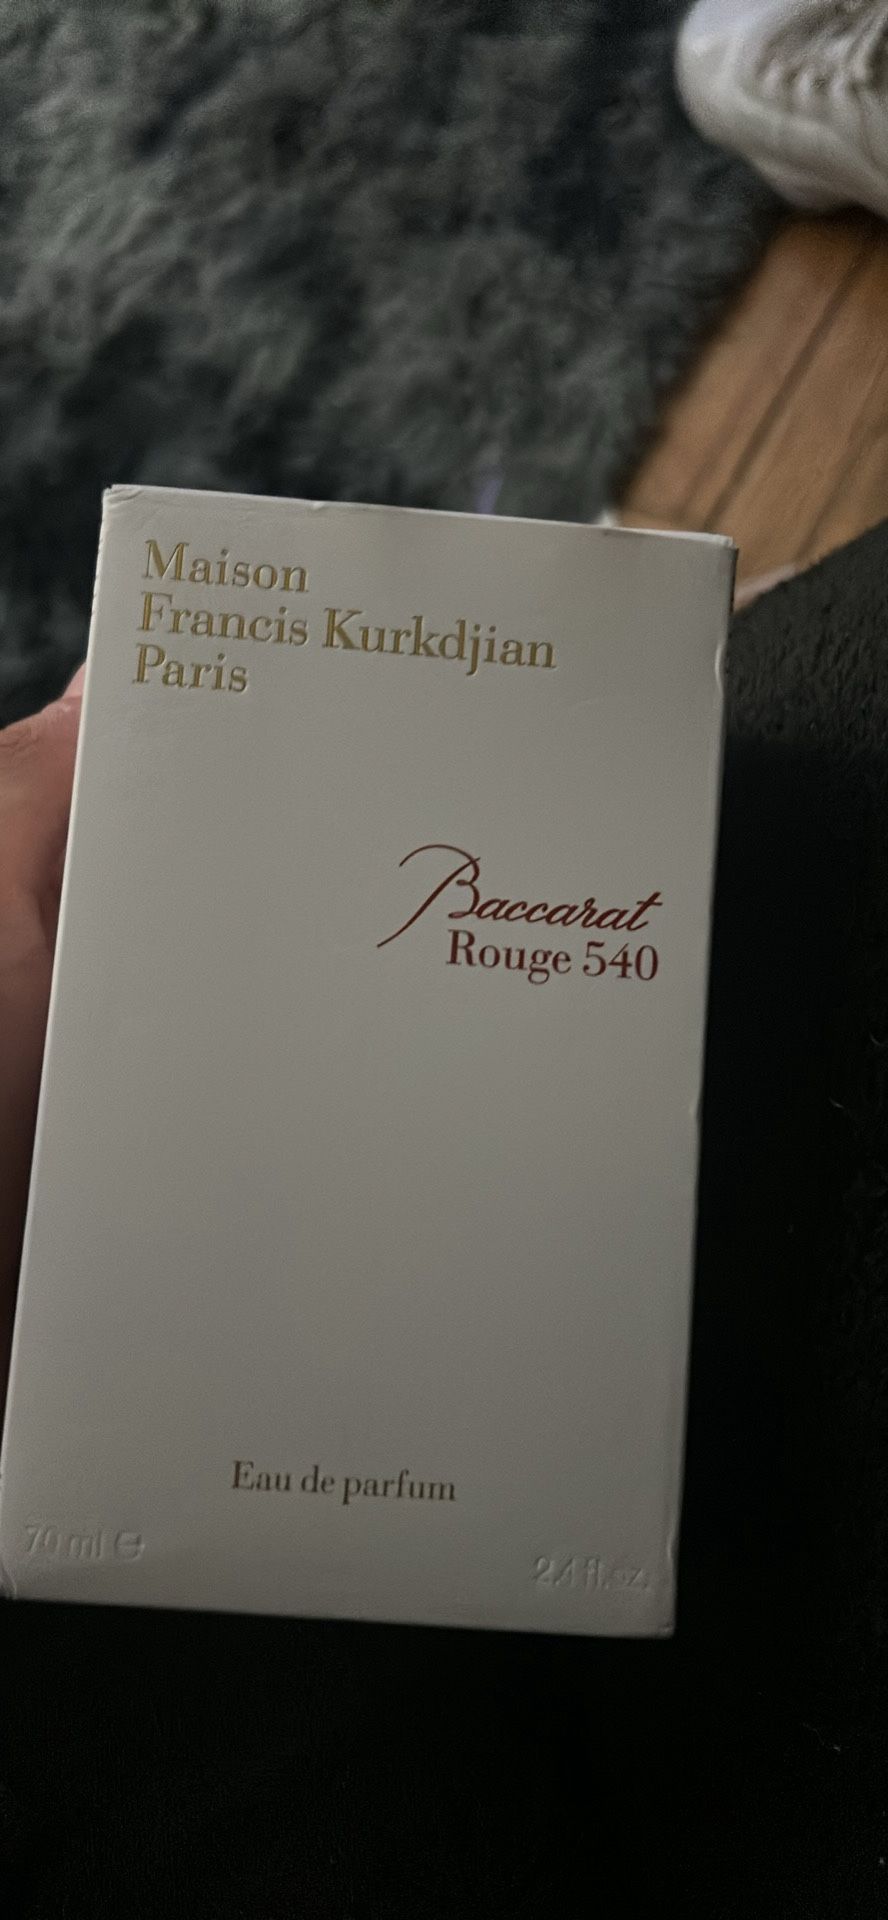 Maison
Francis Kurkdjian
Paris
Baccarat
Rouge 540
Eau de parfum
70 ml ℮
2.4 fl.oz.